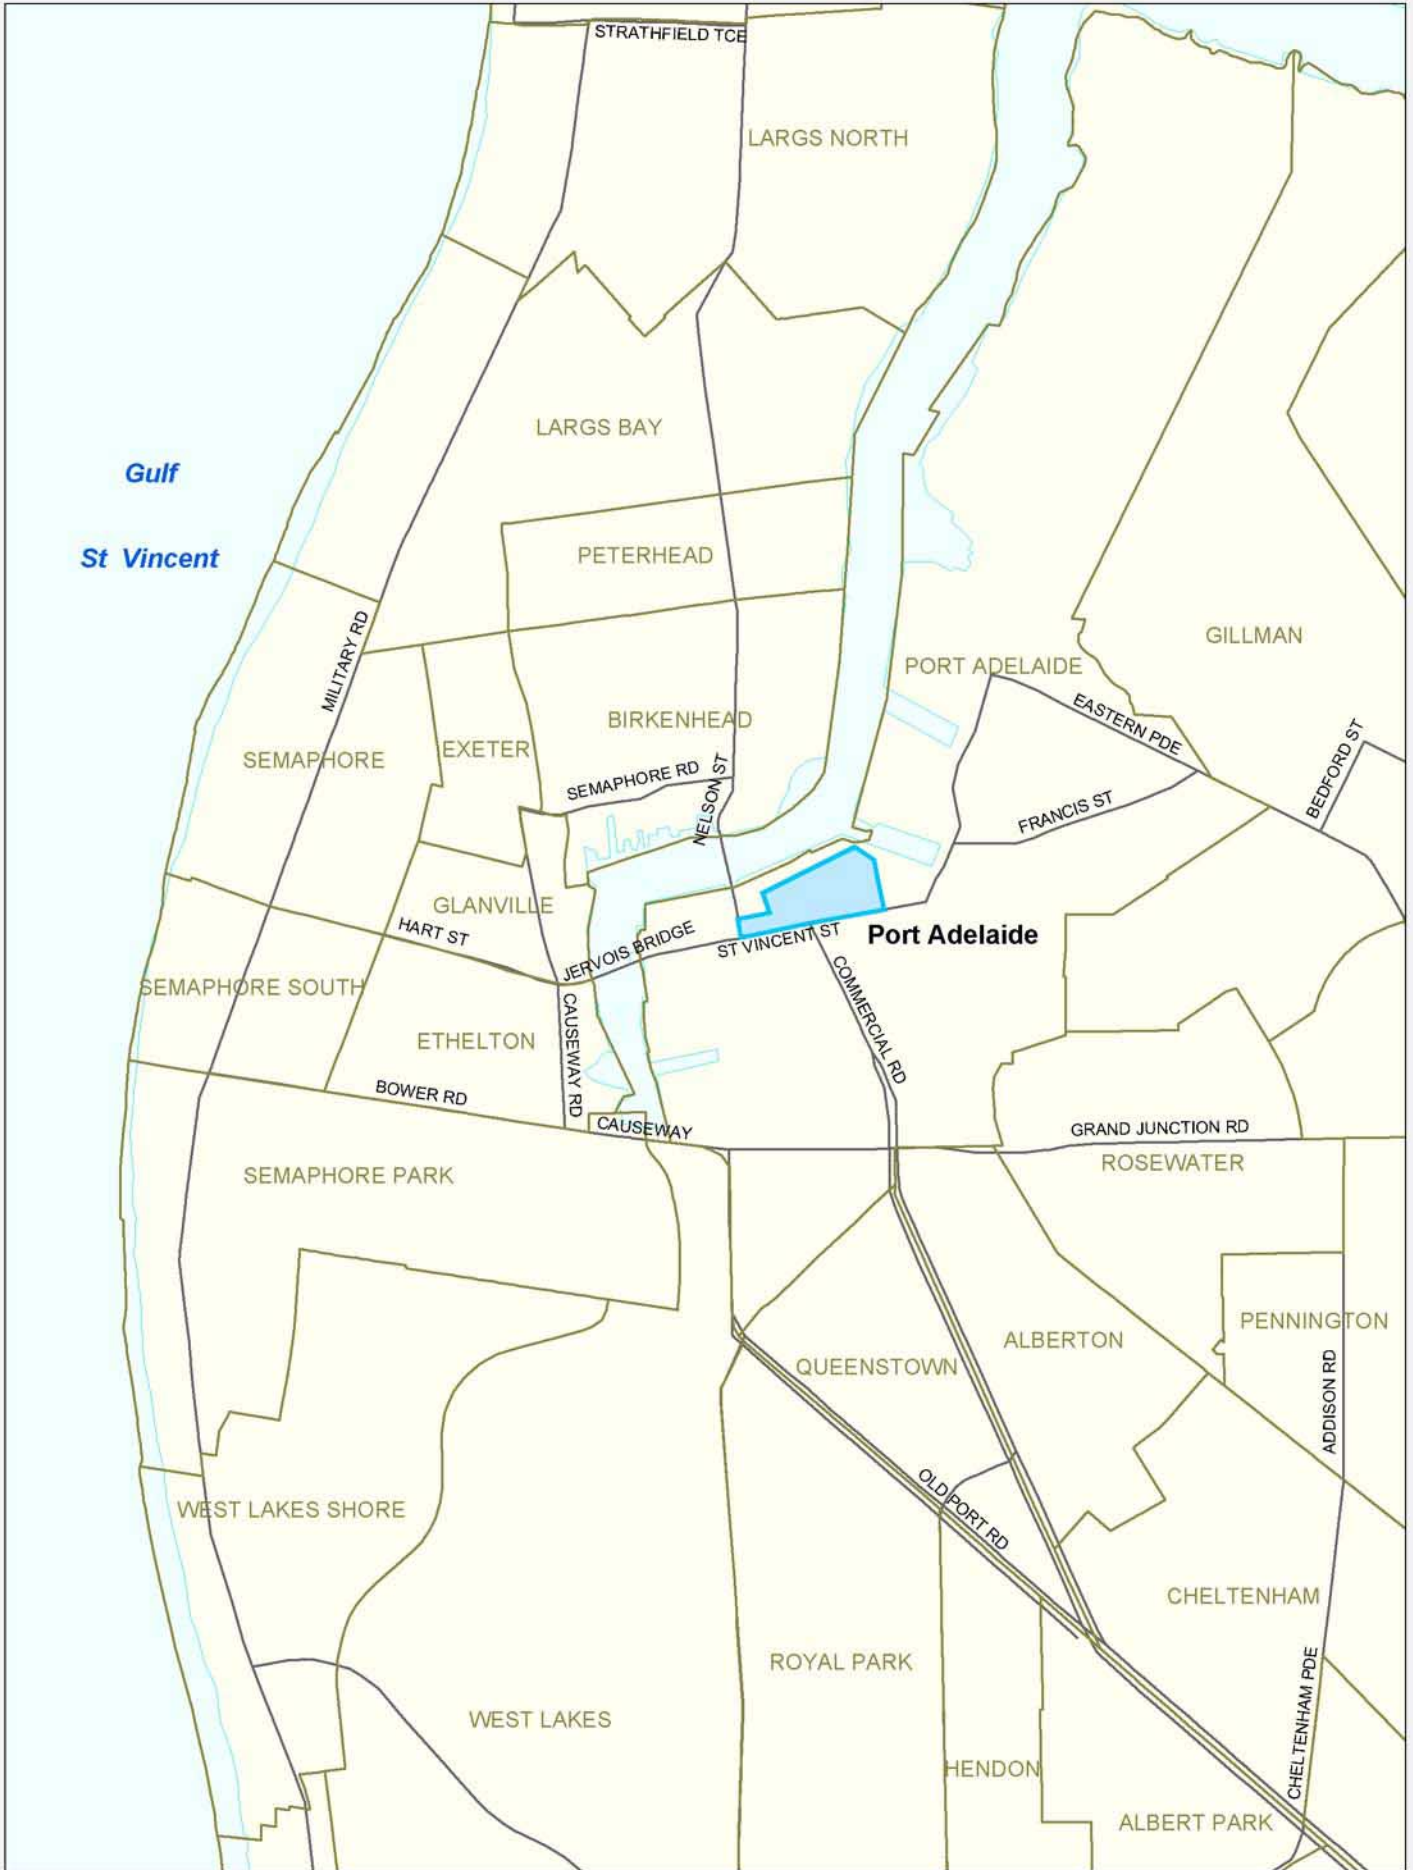 STRATHFIELD TCE
LARGS NORTH
LARGS BAY
Gulf
St Vincent
PETERHEAD
MILITARY RD
GILLMAN
PORT ADELAIDE
EASTERN PDE
BEDFORD ST
BIRKENHEAD
SEMAPHORE
EXETER
SEMAPHORE RD
NELSON ST
FRANCIS ST
GLANVILLE
HART ST
JERVOIS BRIDGE
ST VINCENT ST
Port Adelaide
SEMAPHORE SOUTH
COMMERCIAL RD
ETHELTON
CAUSEWAY RD
BOWER RD
CAUSEWAY
GRAND JUNCTION RD
ROSEWATER
SEMAPHORE PARK
PENNINGTON
ALBERTON
QUEENSTOWN
ADDISON RD
OLD PORT RD
WEST LAKES SHORE
CHELTENHAM
ROYAL PARK
CHELTENHAM PDE
WEST LAKES
HENDON
ALBERT PARK